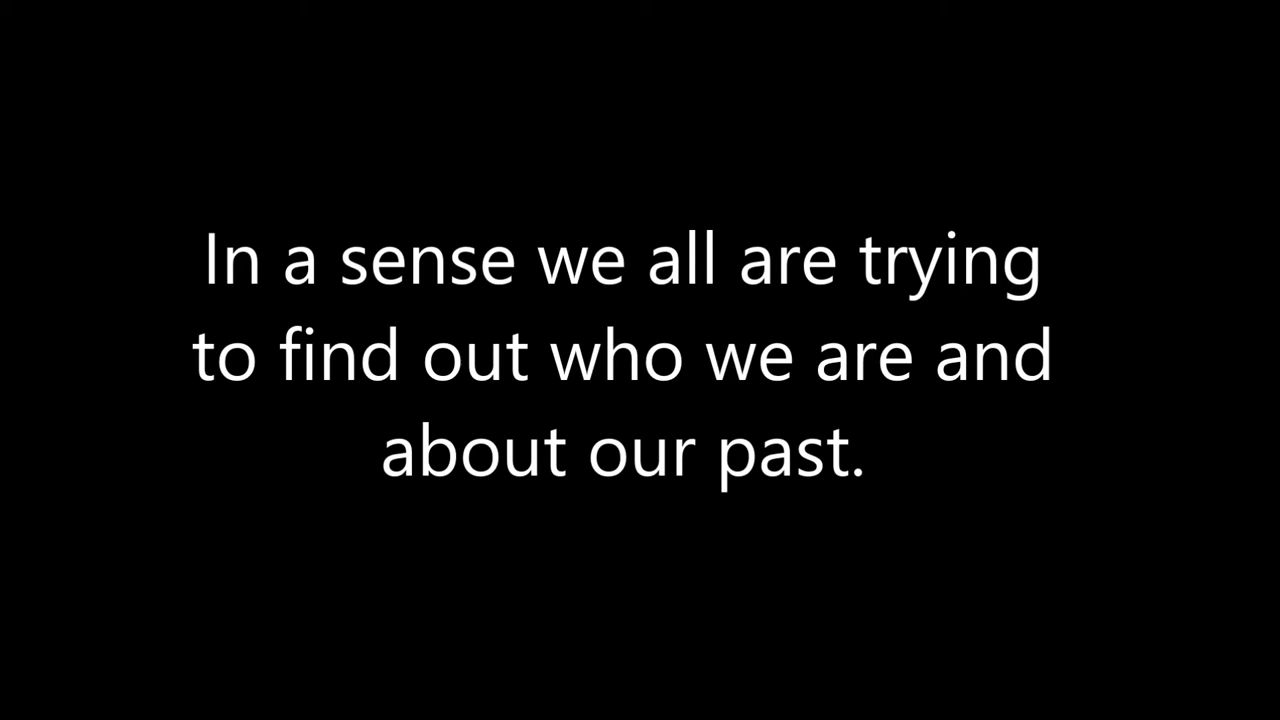 In a sense we all are trying
to find out who we are and
about our past.